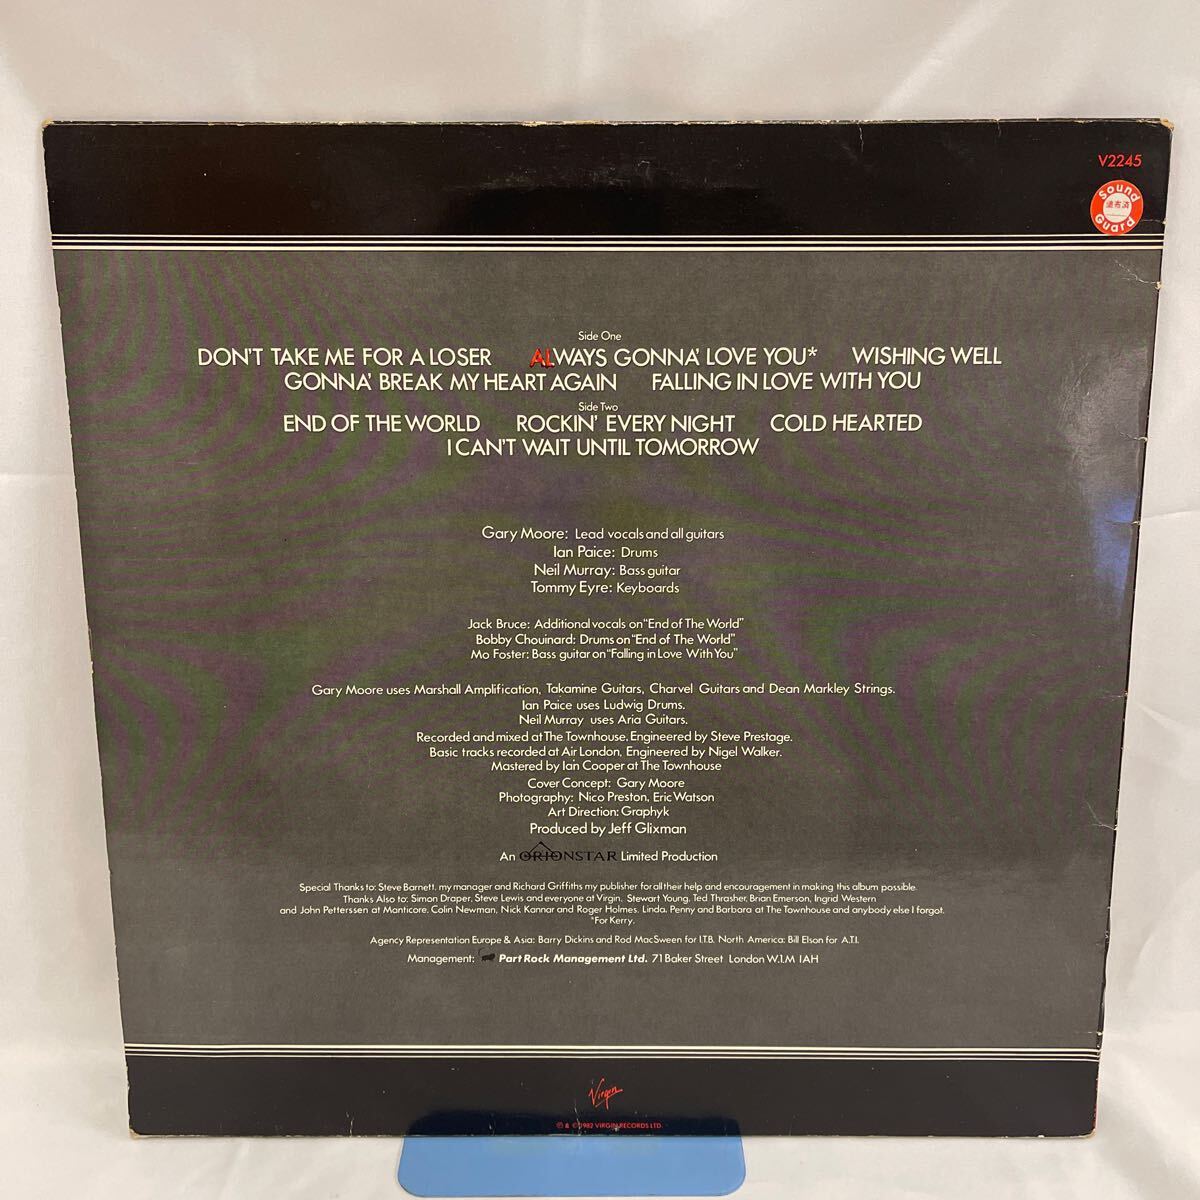 V2245
Sound
塗布済
Guard
Side One
DON'T TAKE ME FOR A LOSER ALWAYS GONNA' LOVE YOU* WISHING WELL
GONNA' BREAK MY HEART AGAIN FALLING IN LOVE WITH YOU
Side Two
END OF THE WORLD ROCKIN' EVERY NIGHT COLD HEARTED
I CAN'T WAIT UNTIL TOMORROW
Gary Moore: Lead vocals and all guitars
Ian Paice: Drums
Neil Murray: Bass guitar
Tommy Eyre: Keyboards
Jack Bruce: Additional vocals on "End of The World"
Bobby Chouinard: Drums on "End of The World"
Mo Foster: Bass guitar on "Falling in Love With You"
Gary Moore uses Marshall Amplification, Takamine Guitars, Charvel Guitars and Dean Markley Strings.
Ian Paice uses Ludwig Drums.
Neil Murray uses Aria Guitars.
Recorded and mixed at The Townhouse, Engineered by Steve Prestage.
Basic tracks recorded at Air London, Engineered by Nigel Walker.
Mastered by Ian Cooper at The Townhouse
Cover Concept: Gary Moore
Photography: Nico Preston, Eric Watson
Art Direction: Graphyk
Produced by Jeff Glixman
An ORIONSTAR Limited Production
Special Thanks to: Steve Barnett, my manager and Richard Griffiths my publisher for all their help and encouragement in making this album possible.
Thanks Also to: Simon Draper, Steve Lewis and everyone at Virgin, Stewart Young, Ted Thrasher, Brian Emerson, Ingrid Western
and John Petterssen at Manticore, Colin Newman, Nick Kannar and Roger Holmes, Linda, Penny and Barbara at The Townhouse and anybody else I forgot.
*For Kerry.
Agency Representation Europe & Asia: Barry Dickins and Rod MacSween for I.T.B. North America: Bill Elson for A.T.I.
Management: Part Rock Management Ltd. 71 Baker Street London W.1.M 1AH
Virgin
℗ & © 1982 VIRGIN RECORDS LTD.